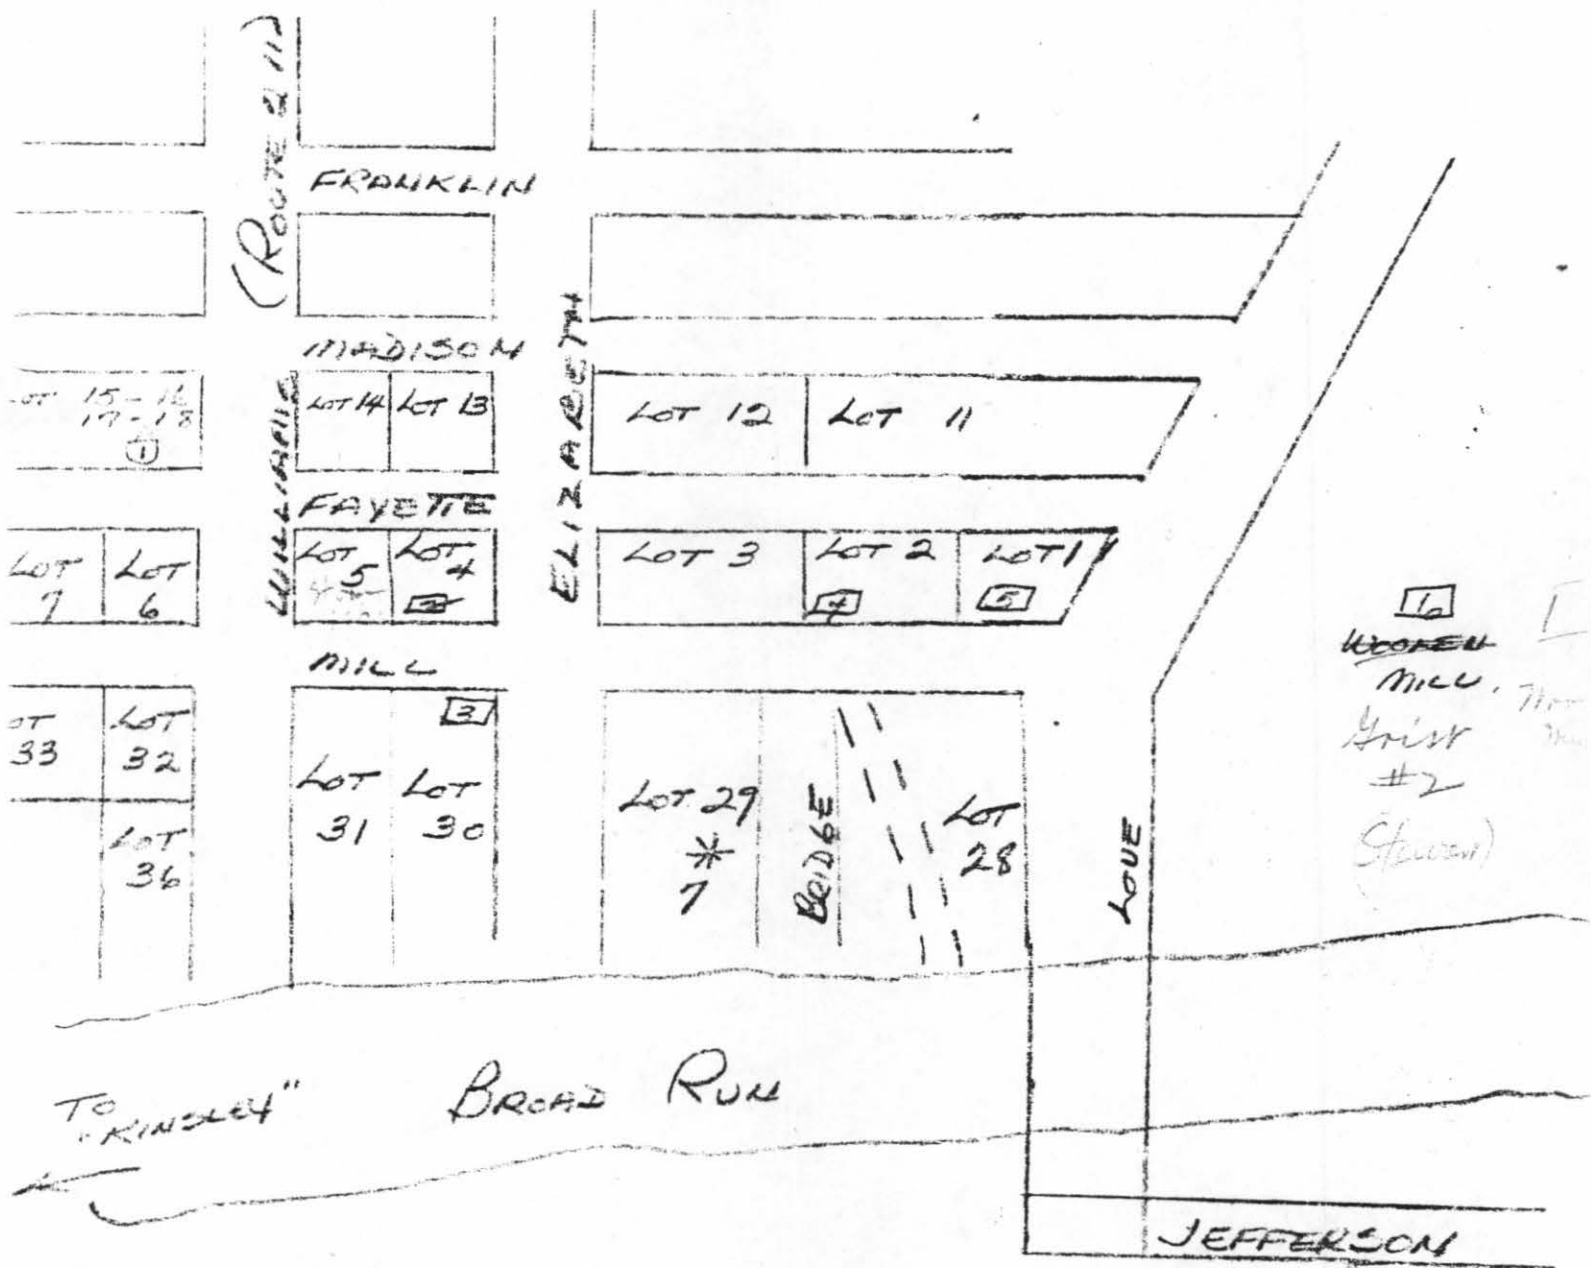 (ROUTE 211)
FRANKLIN
MADISON
ELIZABETH
WILLIAMS
LOT 15-16
17-18
1
LOT 14
LOT 13
LOT 12
LOT 11
FAYETTE
LOT
7
LOT
6
LOT
5
LOT
4
2
LOT 3
LOT 2
4
LOT 1
5
MILL
OT
33
LOT
32
LOT
36
LOT
31
3
LOT
30
LOT 29
*
7
BRIDGE
LOT
28
LOVE
6
WOOLEN
MILL.
Grist
#2
TO
"KINSLEY"
BROAD RUN
JEFFERSON